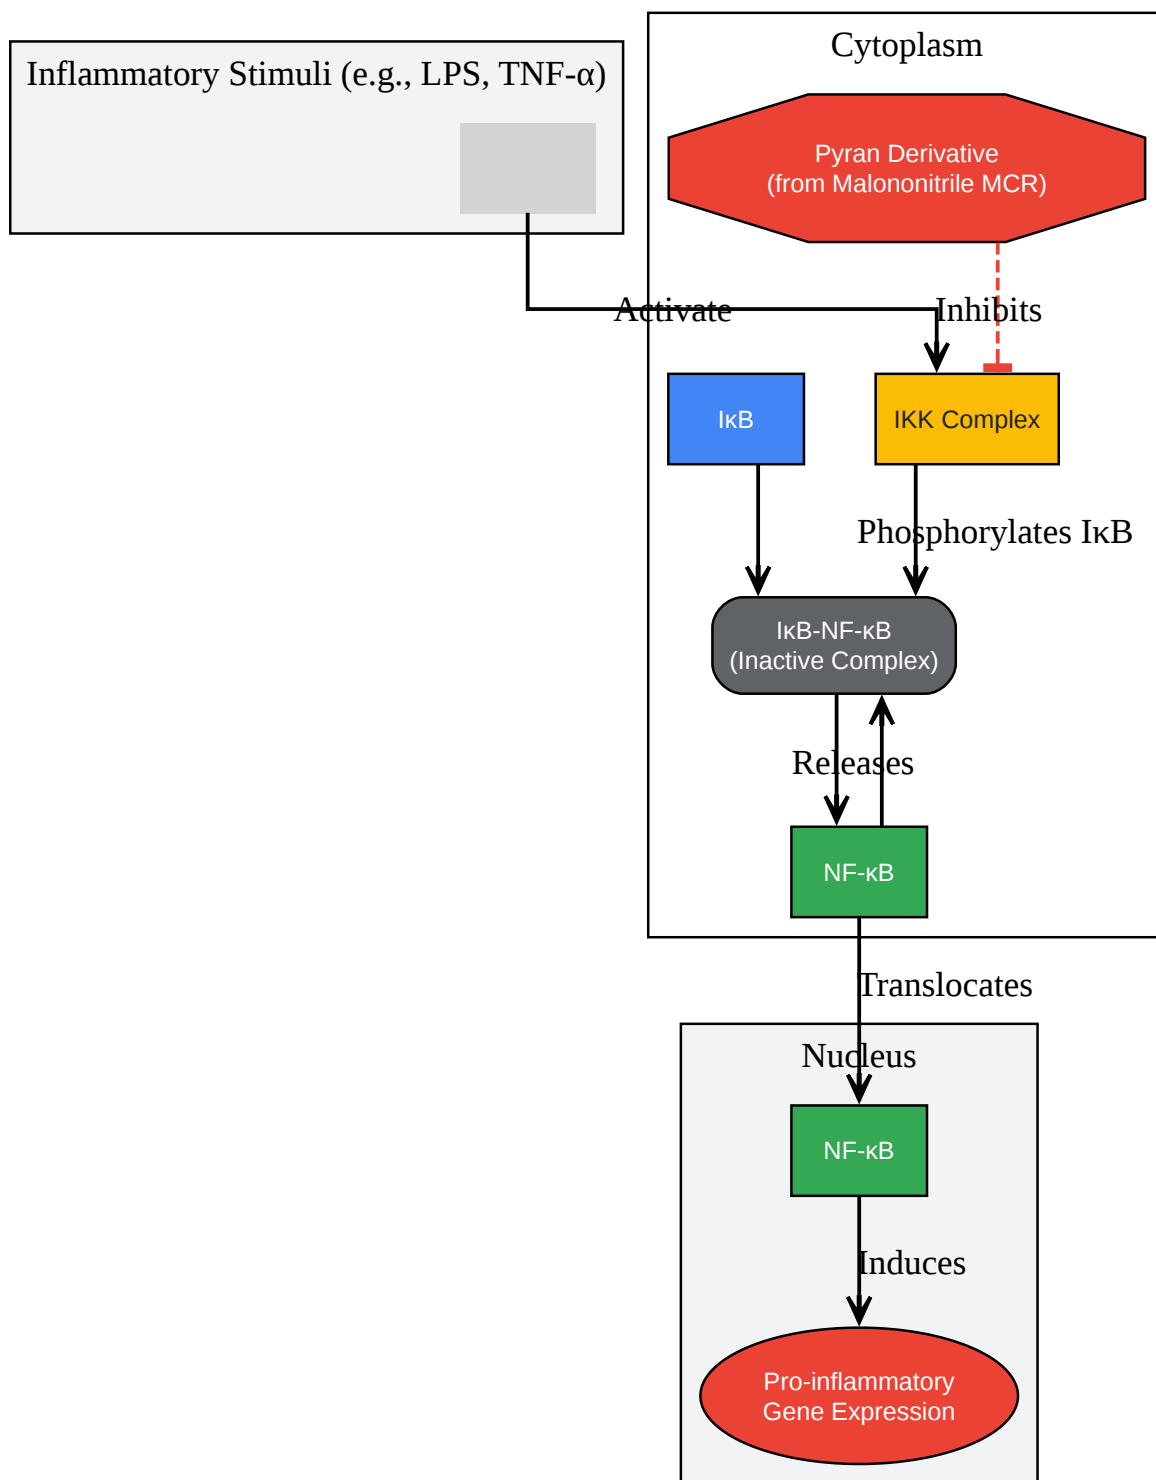 Cytoplasm
Inflammatory Stimuli (e.g., LPS, TNF-α)
Pyran Derivative
(from Malononitrile MCR)
Activate
Inhibits
IκB
IKK Complex
Phosphorylates IκB
IκB-NF-κB
(Inactive Complex)
Releases
NF-κB
Translocates
Nucleus
NF-κB
Induces
Pro-inflammatory
Gene Expression